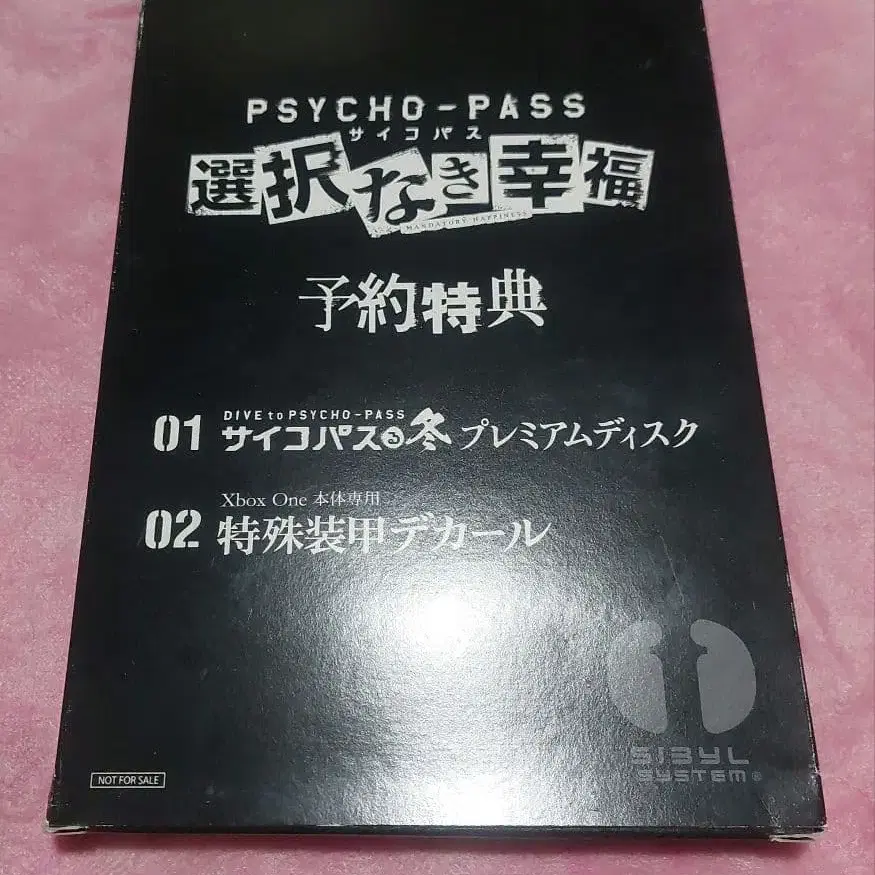 PSYCHO-PASS
サイコパス
選択なき幸福
MANDATORY HAPPINESS
予約特典
01 DIVE to PSYCHO-PASS
サイコパスる冬 プレミアムディスク
Xbox One 本体専用
02 特殊装甲デカール
SIBYL
SYSTEM®
NOT FOR SALE